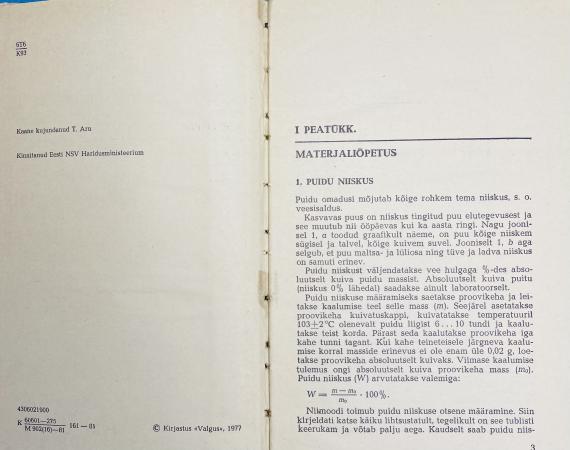 6T6
K93
Kaane kujundanud T. Aru
Kinnitanud Eesti NSV Haridusministeerium
4306021900
K 60601—275
M 902(16)—81 161—81
© Kirjastus «Valgus», 1977
I PEATÜKK.
MATERJALIÕPETUS
1. PUIDU NIISKUS
Puidu omadusi mõjutab kõige rohkem tema niiskus, s. o.
veesisaldus.
Kasvavas puus on niiskus tingitud puu elutegevusest ja
see muutub nii ööpäevas kui ka aasta ringi. Nagu jooni-
sel 1, a toodud graafikult näeme, on puu kõige niiskem
sügisel ja talvel, kõige kuivem suvel. Jooniselt 1, b aga
selgub, et puu maltsa- ja lüliosa ning tüve ja ladva niiskus
on samuti erinev.
Puidu niiskust väljendatakse vee hulgaga %-des abso-
luutselt kuiva puidu massist. Absoluutselt kuiva puitu
(niiskus 0% lähedal) saadakse ainult laboratoorselt.
Puidu niiskuse määramiseks saetakse proovikeha ja lei-
takse kaalumise teel selle mass (m). Seejärel asetatakse
proovikeha kuivatuskappi, kuivatatakse temperatuuril
103±2°C olenevalt puidu liigist 6...10 tundi ja kaalu-
takse teist korda. Pärast seda kaalutakse proovikeha iga
kahe tunni tagant. Kui kahe teineteisele järgneva kaalu-
mise korral masside erinevus ei ole enam üle 0,02 g, loe-
takse proovikeha absoluutselt kuivaks. Viimase kaalumise
tulemus ongi absoluutselt kuiva proovikeha mass (m₀).
Puidu niiskus (W) arvutatakse valemiga:
W = m — m₀ / m₀ · 100%.
Niimoodi toimub puidu niiskuse otsene määramine. Siin
kirjeldati katse käiku lihtsustatult, tegelikult on see tublisti
keerukam ja võtab palju aega. Kaudselt saab puidu niis-
3